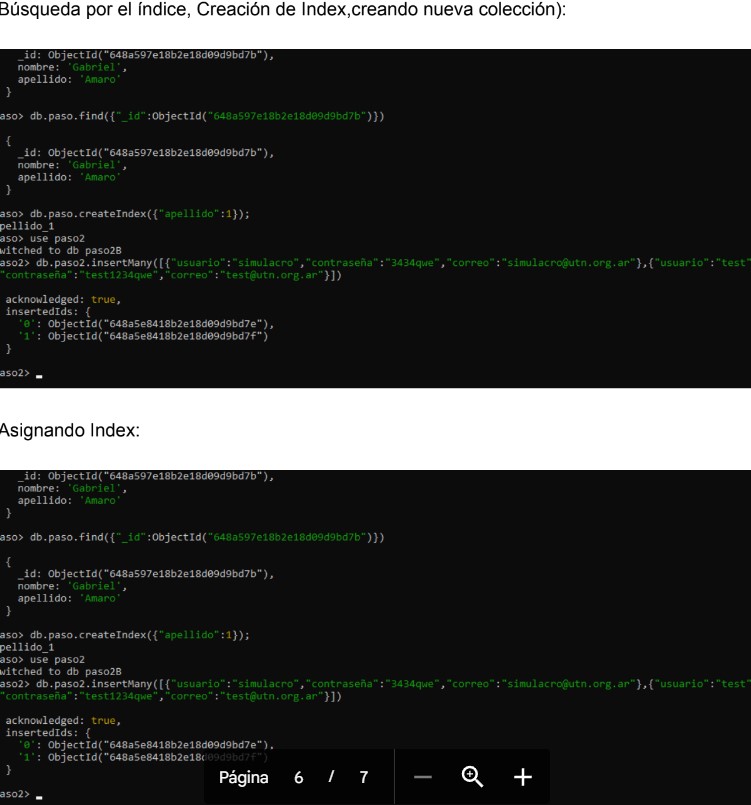 Búsqueda por el índice, Creación de Index,creando nueva colección):
_id: ObjectId("648a597e18b2e18d09d9bd7b"),
nombre: 'Gabriel',
apellido: 'Amaro'
}
aso> db.paso.find({"_id":ObjectId("648a597e18b2e18d09d9bd7b")})
{
_id: ObjectId("648a597e18b2e18d09d9bd7b"),
nombre: 'Gabriel',
apellido: 'Amaro'
}
aso> db.paso.createIndex({"apellido":1});
pellido_1
aso> use paso2
witched to db paso2B
aso2> db.paso2.insertMany([{"usuario":"simulacro","contraseña":"3434qwe","correo":"simulacro@utn.org.ar"},{"usuario":"test"
"contraseña":"test1234qwe","correo":"test@utn.org.ar"}])
acknowledged: true,
insertedIds: {
'0': ObjectId("648a5e8418b2e18d09d9bd7e"),
'1': ObjectId("648a5e8418b2e18d09d9bd7f")
}
aso2>
Asignando Index:
_id: ObjectId("648a597e18b2e18d09d9bd7b"),
nombre: 'Gabriel',
apellido: 'Amaro'
}
aso> db.paso.find({"_id":ObjectId("648a597e18b2e18d09d9bd7b")})
{
_id: ObjectId("648a597e18b2e18d09d9bd7b"),
nombre: 'Gabriel',
apellido: 'Amaro'
}
aso> db.paso.createIndex({"apellido":1});
pellido_1
aso> use paso2
witched to db paso2B
aso2> db.paso2.insertMany([{"usuario":"simulacro","contraseña":"3434qwe","correo":"simulacro@utn.org.ar"},{"usuario":"test"
"contraseña":"test1234qwe","correo":"test@utn.org.ar"}])
acknowledged: true,
insertedIds: {
'0': ObjectId("648a5e8418b2e18d09d9bd7e"),
'1': ObjectId("648a5e8418b2e18d09d9bd7f")
}
Página 6 / 7
aso2>